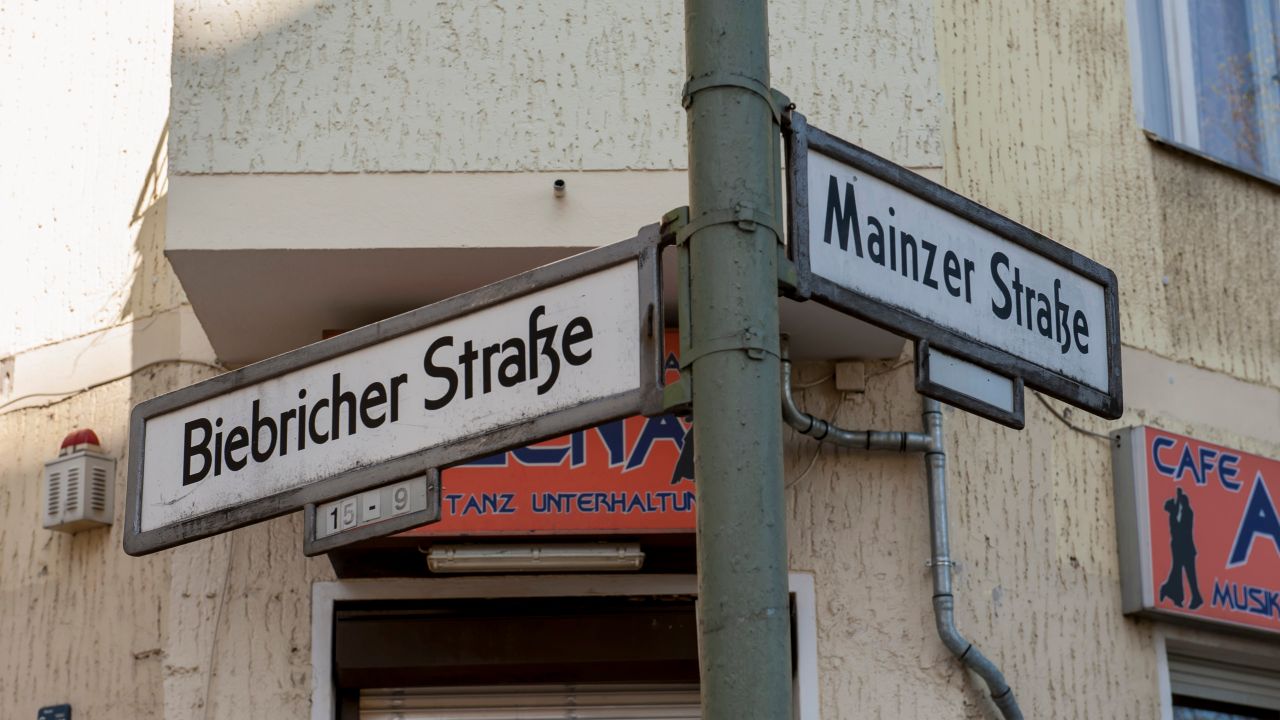 Biebricher Straße
15 - 9
Mainzer Straße
TANZ UNTERHALTUN
CAFE
A
MUSIK